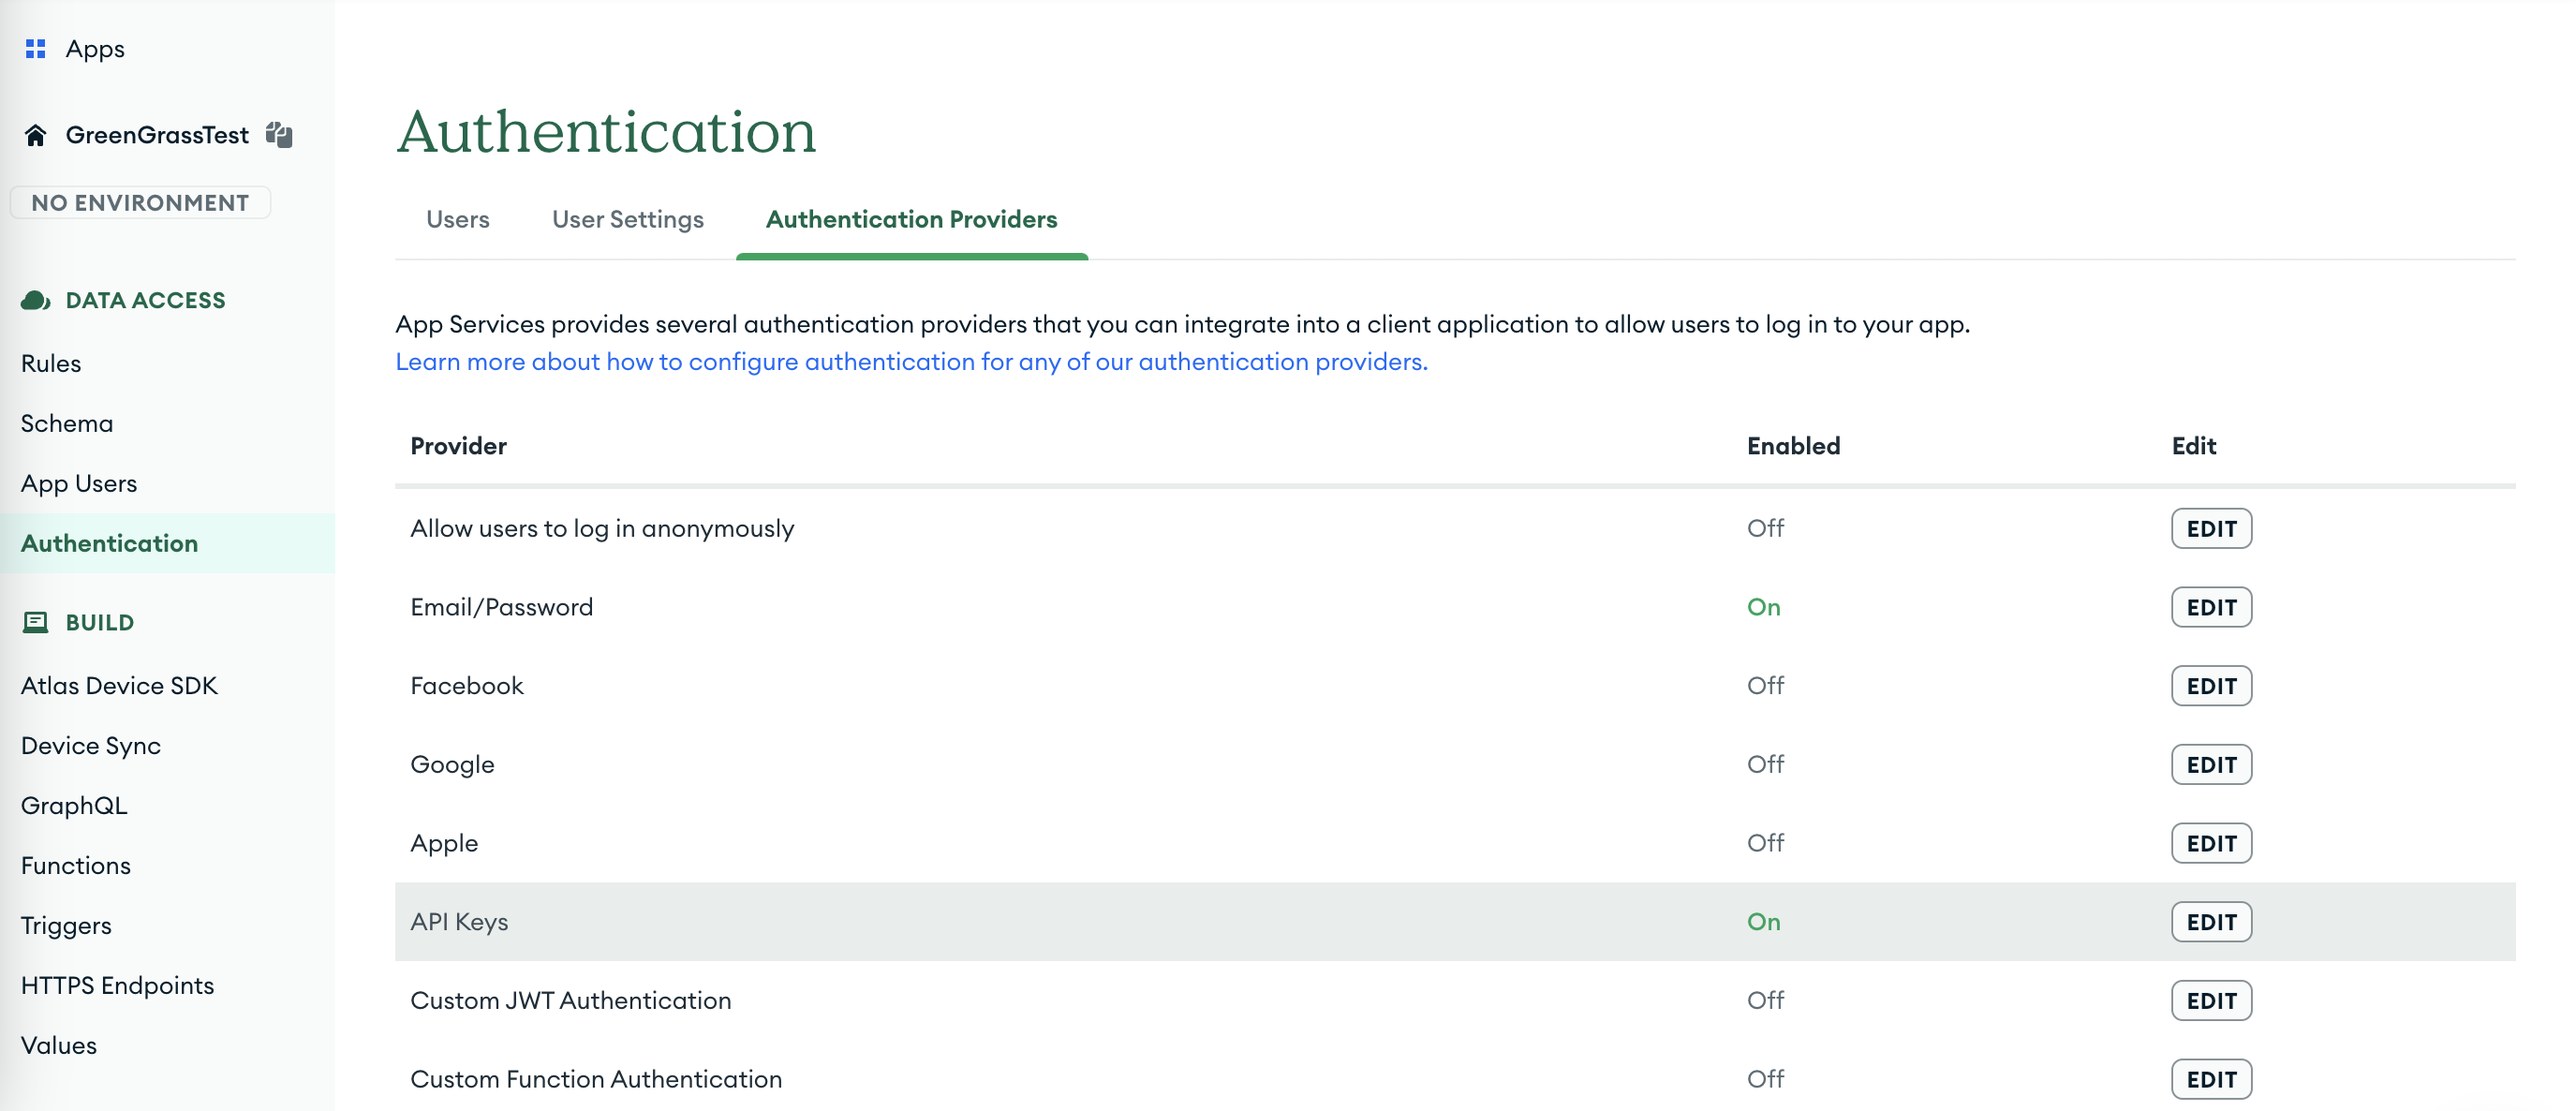 Apps
GreenGrassTest
NO ENVIRONMENT
DATA ACCESS
Rules
Schema
App Users
Authentication
BUILD
Atlas Device SDK
Device Sync
GraphQL
Functions
Triggers
HTTPS Endpoints
Values
Authentication
Users User Settings Authentication Providers
App Services provides several authentication providers that you can integrate into a client application to allow users to log in to your app.
Learn more about how to configure authentication for any of our authentication providers.
Provider Enabled Edit
Allow users to log in anonymously Off EDIT
Email/Password On EDIT
Facebook Off EDIT
Google Off EDIT
Apple Off EDIT
API Keys On EDIT
Custom JWT Authentication Off EDIT
Custom Function Authentication Off EDIT